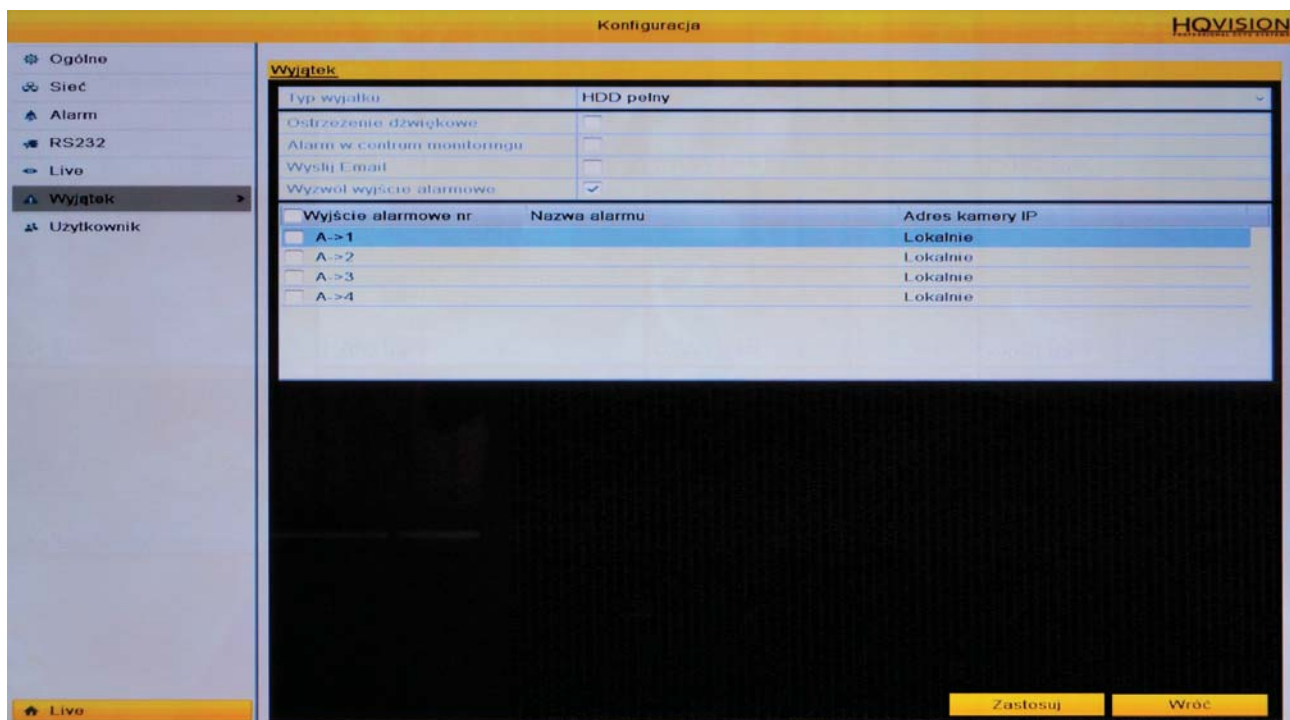 Konfiguracja
HQVISION
Ogólne
Sieć
Alarm
RS232
Live
Wyjątek
Użytkownik
Live
Wyjątek
Typ wyjątku HDD pełny
Ostrzeżenie dźwiękowe
Alarm w centrum monitoringu
Wyślij Email
Wyzwól wyjście alarmowe
Wyjście alarmowe nr Nazwa alarmu Adres kamery IP
A->1 Lokalnie
A->2 Lokalnie
A->3 Lokalnie
A->4 Lokalnie
Zastosuj Wróć